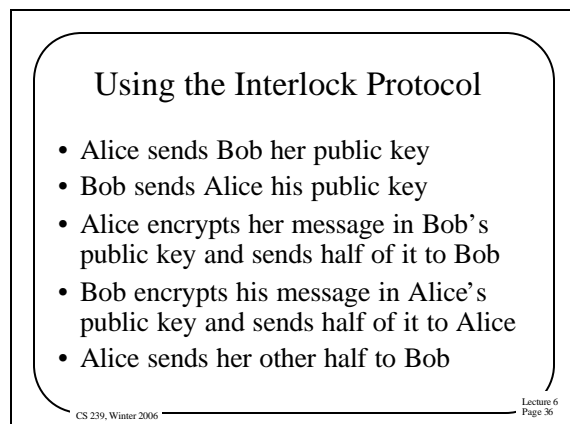 Using the Interlock Protocol
• Alice sends Bob her public key
• Bob sends Alice his public key
• Alice encrypts her message in Bob's
public key and sends half of it to Bob
• Bob encrypts his message in Alice's
public key and sends half of it to Alice
• Alice sends her other half to Bob
CS 239, Winter 2006
Lecture 6
Page 36